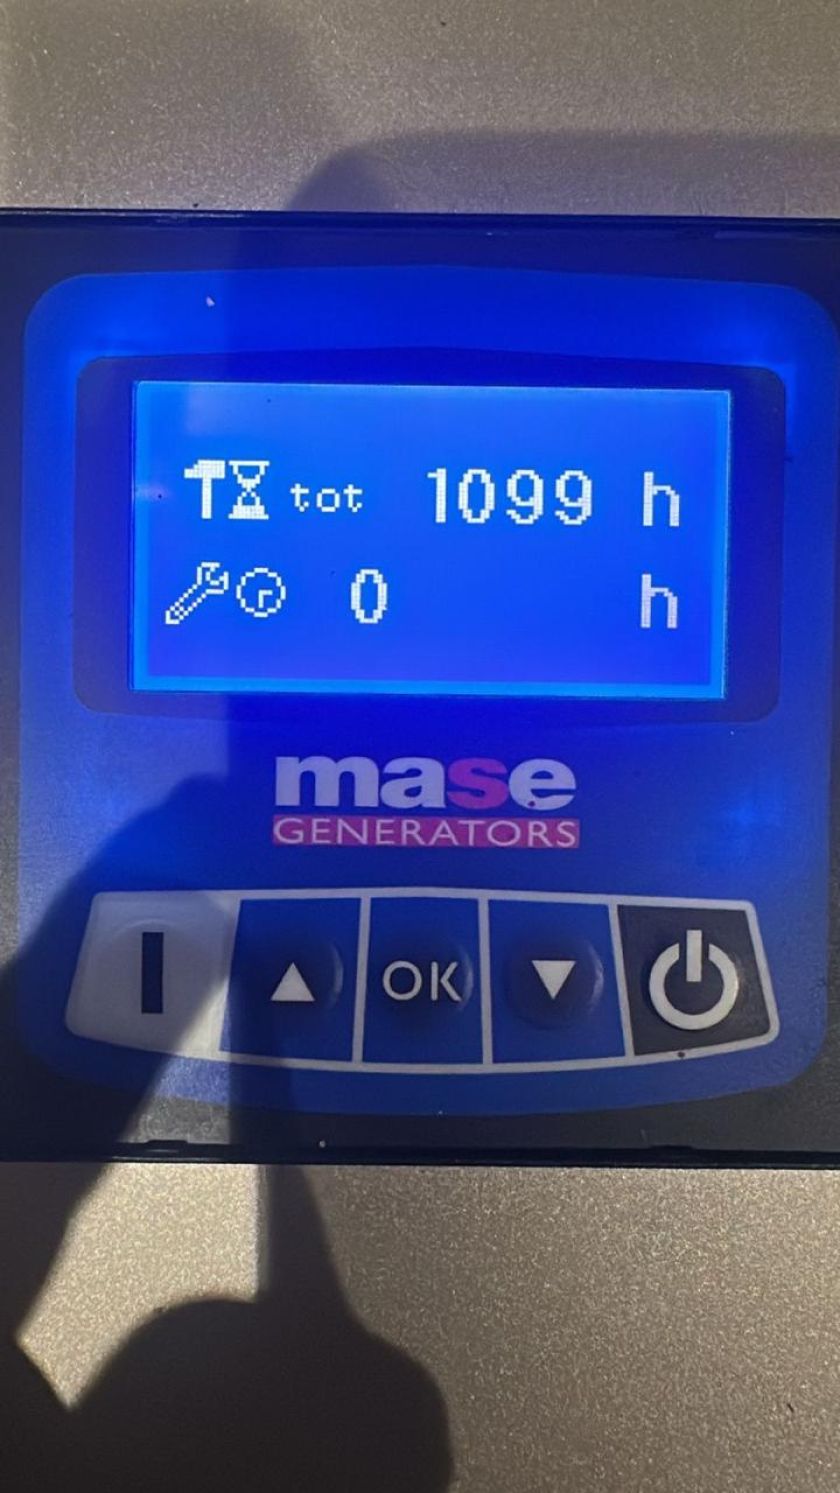 tot 1099 h
0 h
mase
GENERATORS
I
OK